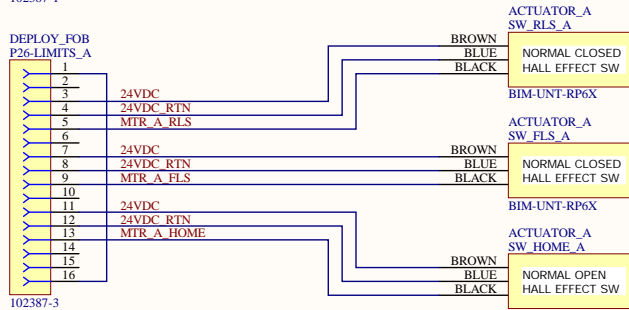 DEPLOY_FOB
P26-LIMITS_A
1
2
3 24VDC
4 24VDC_RTN
5 MTR_A_RLS
6
7 24VDC
8 24VDC_RTN
9 MTR_A_FLS
10
11 24VDC
12 24VDC_RTN
13 MTR_A_HOME
14
15
16
102387-3
ACTUATOR_A
SW_RLS_A
BROWN
BLUE NORMAL CLOSED
BLACK HALL EFFECT SW
BIM-UNT-RP6X
ACTUATOR_A
SW_FLS_A
BROWN
BLUE NORMAL CLOSED
BLACK HALL EFFECT SW
BIM-UNT-RP6X
ACTUATOR_A
SW_HOME_A
BROWN
BLUE NORMAL OPEN
BLACK HALL EFFECT SW